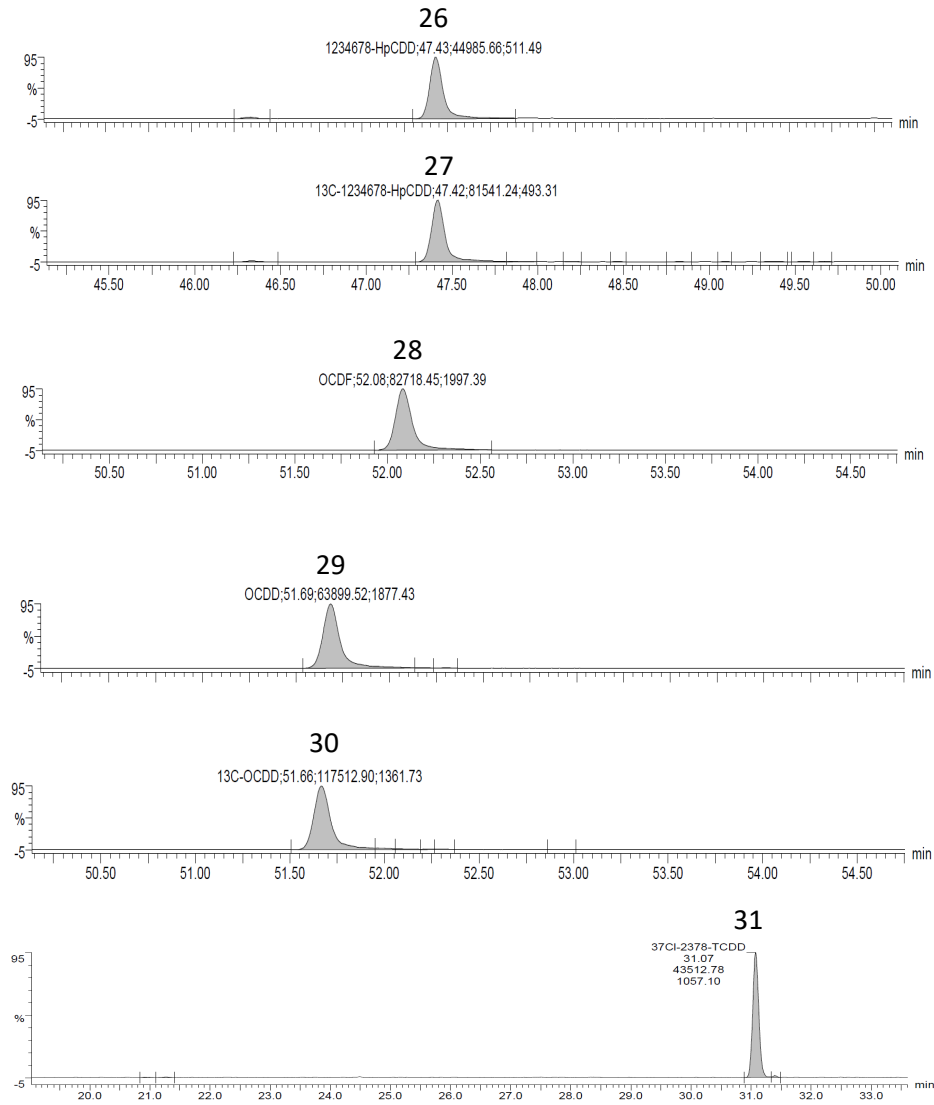 26
1234678-HpCDD;47.43;44985.66;511.49
95
%
-5
min
27
13C-1234678-HpCDD;47.42;81541.24;493.31
95
%
-5
min
45.50 46.00 46.50 47.00 47.50 48.00 48.50 49.00 49.50 50.00
28
OCDF;52.08;82718.45;1997.39
95
%
-5
min
50.50 51.00 51.50 52.00 52.50 53.00 53.50 54.00 54.50
29
OCDD;51.69;63899.52;1877.43
95
%
-5
min
30
13C-OCDD;51.66;117512.90;1361.73
95
%
-5
min
50.50 51.00 51.50 52.00 52.50 53.00 53.50 54.00 54.50
31
37Cl-2378-TCDD
31.07
43512.78
1057.10
95
%
-5
min
20.0 21.0 22.0 23.0 24.0 25.0 26.0 27.0 28.0 29.0 30.0 31.0 32.0 33.0